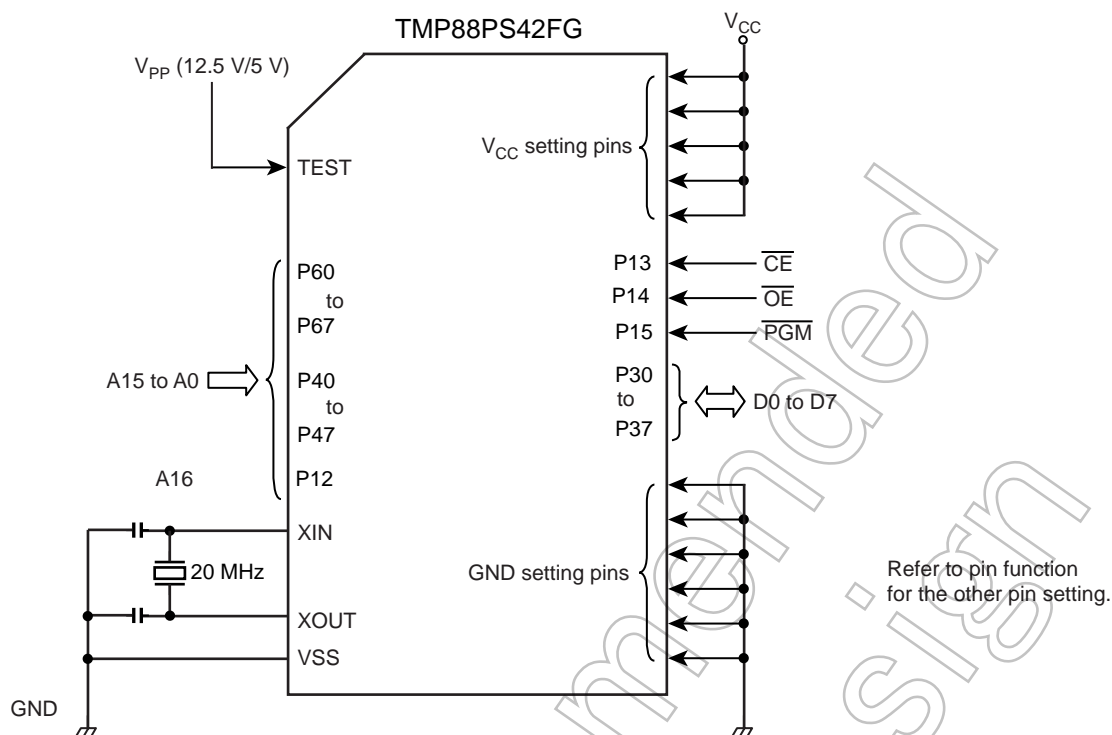 TMP88PS42FG
VCC
VPP (12.5 V/5 V)
VCC setting pins
TEST
P60
to
P67
A15 to A0
P40
to
P47
A16
P12
P13
CE
P14
OE
P15
PGM
P30
to
P37
D0 to D7
XIN
20 MHz
XOUT
VSS
GND
GND setting pins
Refer to pin function
for the other pin setting.
mended
sign